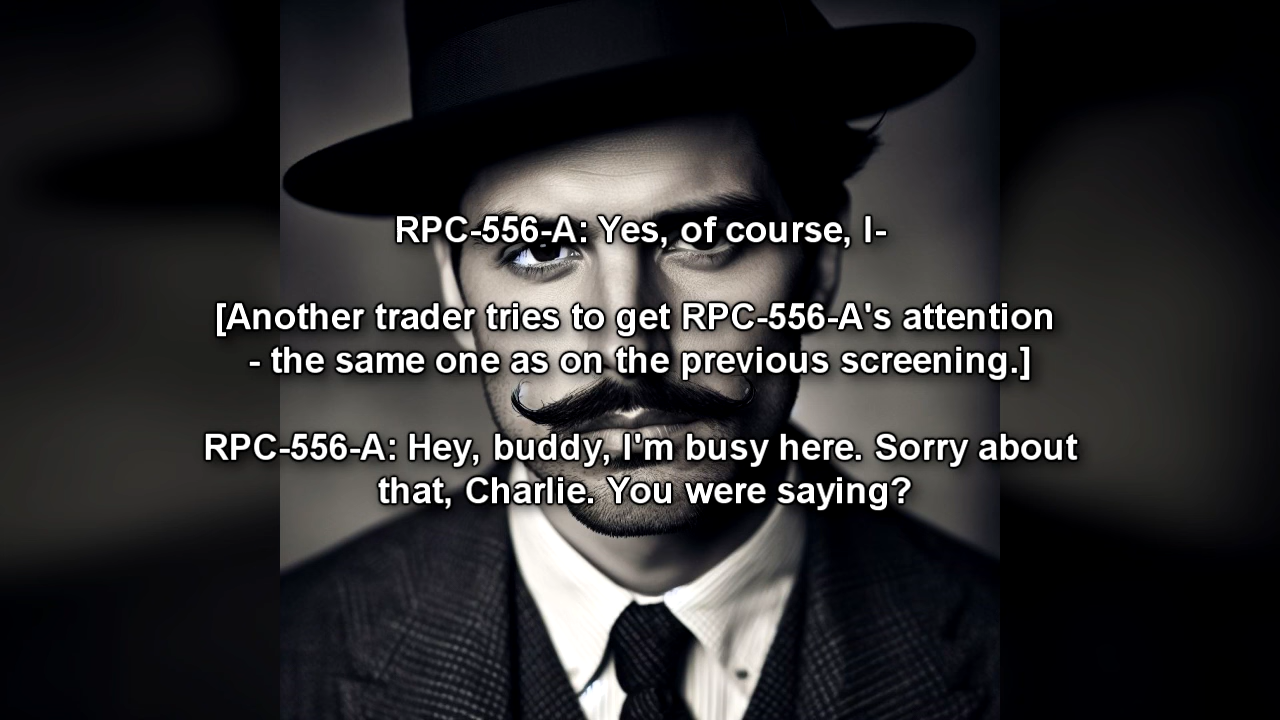 RPC-556-A: Yes, of course, I-
[Another trader tries to get RPC-556-A's attention
- the same one as on the previous screening.]
RPC-556-A: Hey, buddy, I'm busy here. Sorry about
that, Charlie. You were saying?